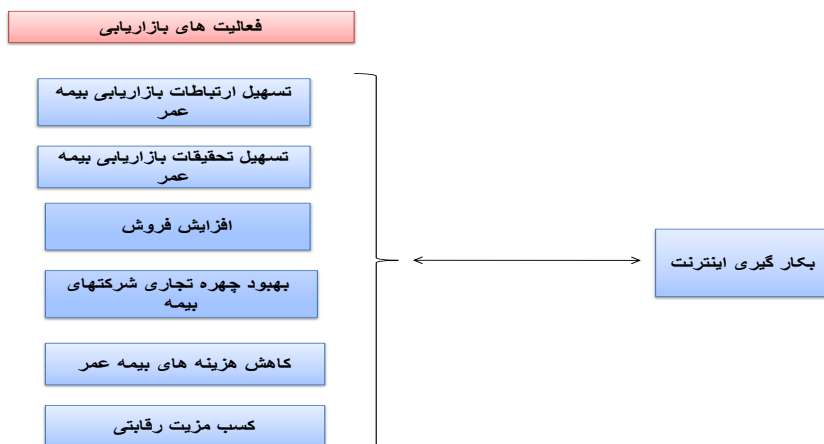 فعالیت های بازاریابی
تسهیل ارتباطات بازاریابی بیمه
عمر
تسهیل تحقیقات بازاریابی بیمه
عمر
افزایش فروش
بهبود چهره تجاری شرکتهای
بیمه
کاهش هزینه های بیمه عمر
کسب مزیت رقابتی
بکار گیری اینترنت